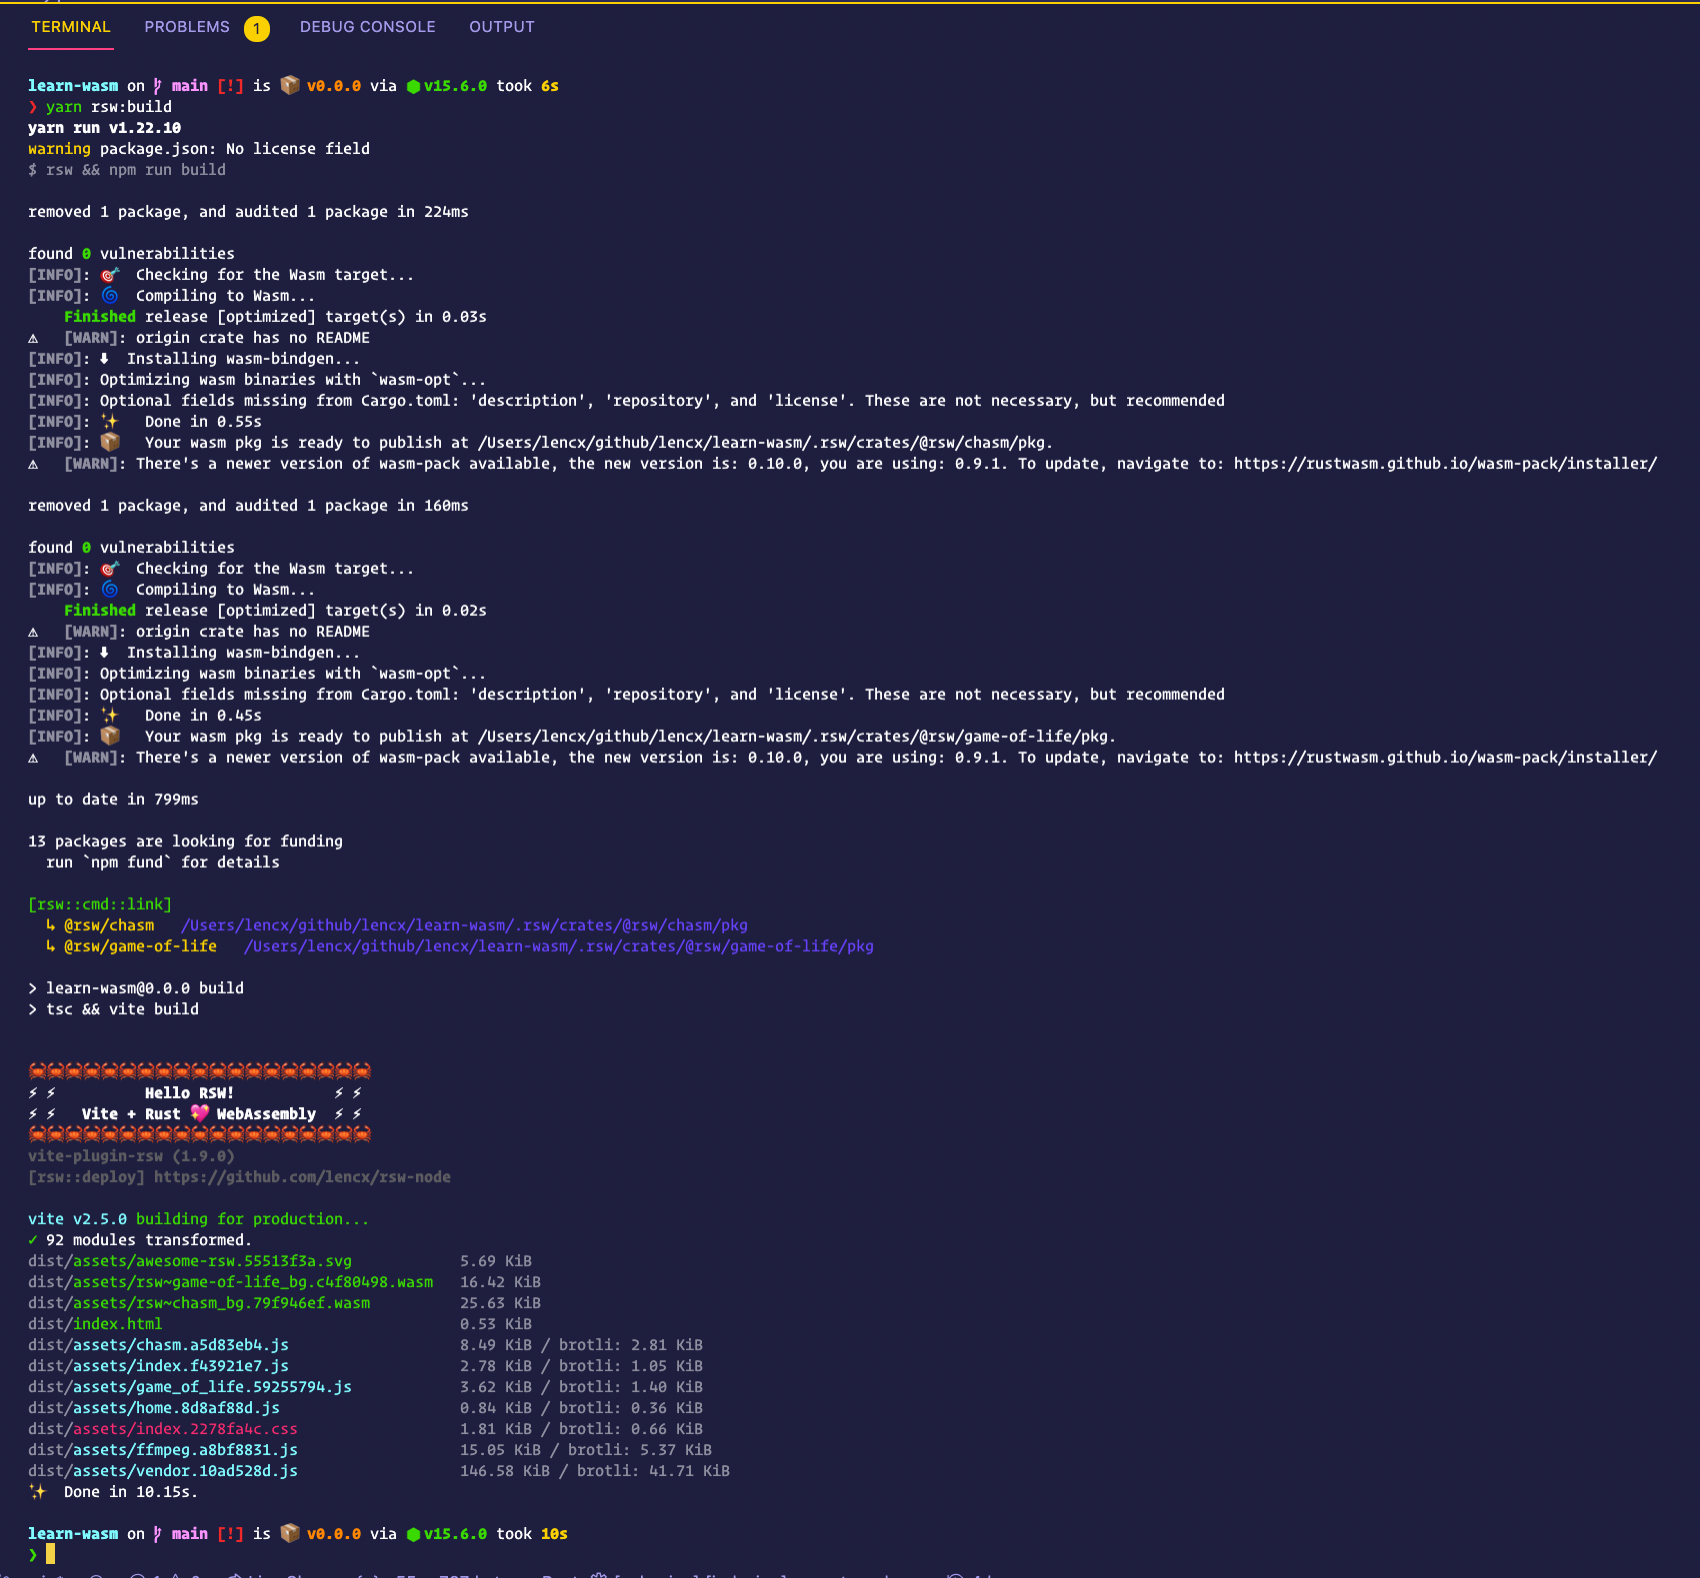 TERMINAL PROBLEMS 1 DEBUG CONSOLE OUTPUT
learn-wasm on main [!] is 📦 v0.0.0 via ⬢ v15.6.0 took 6s
❯ yarn rsw:build
yarn run v1.22.10
warning package.json: No license field
$ rsw && npm run build
removed 1 package, and audited 1 package in 224ms
found 0 vulnerabilities
[INFO]: 🎯  Checking for the Wasm target...
[INFO]: 🌀  Compiling to Wasm...
Finished release [optimized] target(s) in 0.03s
⚠   [WARN]: origin crate has no README
[INFO]: ⬇️  Installing wasm-bindgen...
[INFO]: Optimizing wasm binaries with `wasm-opt`...
[INFO]: Optional fields missing from Cargo.toml: 'description', 'repository', and 'license'. These are not necessary, but recommended
[INFO]: ✨   Done in 0.55s
[INFO]: 📦   Your wasm pkg is ready to publish at /Users/lencx/github/lencx/learn-wasm/.rsw/crates/@rsw/chasm/pkg.
⚠   [WARN]: There's a newer version of wasm-pack available, the new version is: 0.10.0, you are using: 0.9.1. To update, navigate to: https://rustwasm.github.io/wasm-pack/installer/
removed 1 package, and audited 1 package in 160ms
found 0 vulnerabilities
[INFO]: 🎯  Checking for the Wasm target...
[INFO]: 🌀  Compiling to Wasm...
Finished release [optimized] target(s) in 0.02s
⚠   [WARN]: origin crate has no README
[INFO]: ⬇️  Installing wasm-bindgen...
[INFO]: Optimizing wasm binaries with `wasm-opt`...
[INFO]: Optional fields missing from Cargo.toml: 'description', 'repository', and 'license'. These are not necessary, but recommended
[INFO]: ✨   Done in 0.45s
[INFO]: 📦   Your wasm pkg is ready to publish at /Users/lencx/github/lencx/learn-wasm/.rsw/crates/@rsw/game-of-life/pkg.
⚠   [WARN]: There's a newer version of wasm-pack available, the new version is: 0.10.0, you are using: 0.9.1. To update, navigate to: https://rustwasm.github.io/wasm-pack/installer/
up to date in 799ms
13 packages are looking for funding
run `npm fund` for details
[rsw::cmd::link]
↳ @rsw/chasm   /Users/lencx/github/lencx/learn-wasm/.rsw/crates/@rsw/chasm/pkg
↳ @rsw/game-of-life   /Users/lencx/github/lencx/learn-wasm/.rsw/crates/@rsw/game-of-life/pkg
> learn-wasm@0.0.0 build
> tsc && vite build
🦀🦀🦀🦀🦀🦀🦀🦀🦀🦀🦀🦀🦀🦀🦀🦀🦀🦀🦀
⚡⚡ Hello RSW! ⚡⚡
⚡⚡ Vite + Rust 💖 WebAssembly ⚡⚡
🦀🦀🦀🦀🦀🦀🦀🦀🦀🦀🦀🦀🦀🦀🦀🦀🦀🦀🦀
vite-plugin-rsw (1.9.0)
[rsw::deploy] https://github.com/lencx/rsw-node
vite v2.5.0 building for production...
✓ 92 modules transformed.
dist/assets/awesome-rsw.55513f3a.svg 5.69 KiB
dist/assets/rsw~game-of-life_bg.c4f80498.wasm 16.42 KiB
dist/assets/rsw~chasm_bg.79f946ef.wasm 25.63 KiB
dist/index.html 0.53 KiB
dist/assets/chasm.a5d83eb4.js 8.49 KiB / brotli: 2.81 KiB
dist/assets/index.f43921e7.js 2.78 KiB / brotli: 1.05 KiB
dist/assets/game_of_life.59255794.js 3.62 KiB / brotli: 1.40 KiB
dist/assets/home.8d8af88d.js 0.84 KiB / brotli: 0.36 KiB
dist/assets/index.2278fa4c.css 1.81 KiB / brotli: 0.66 KiB
dist/assets/ffmpeg.a8bf8831.js 15.05 KiB / brotli: 5.37 KiB
dist/assets/vendor.10ad528d.js 146.58 KiB / brotli: 41.71 KiB
✨  Done in 10.15s.
learn-wasm on main [!] is 📦 v0.0.0 via ⬢ v15.6.0 took 10s
❯